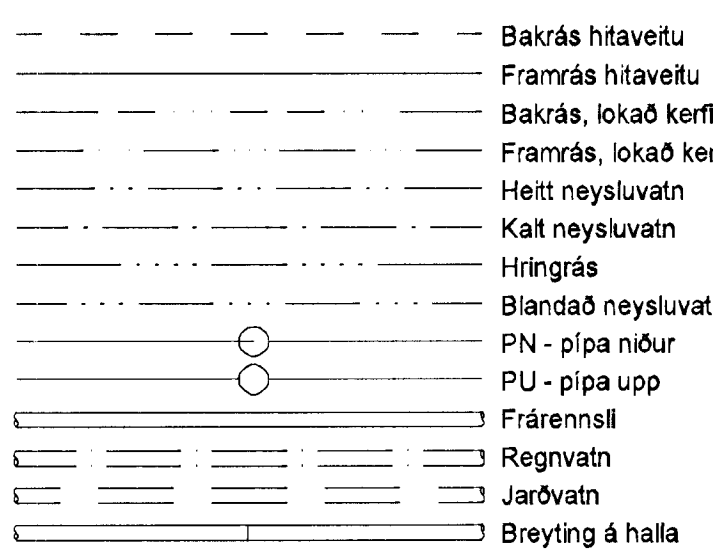 Bakrás hitaveitu
Framrás hitaveitu
Bakrás, lokað kerfi
Framrás, lokað ker
Heitt neysluvatn
Kalt neysluvatn
Hringrás
Blandað neysluvat
PN - pípa niður
PU - pípa upp
Frárennsli
Regnvatn
Jarðvatn
Breyting á halla